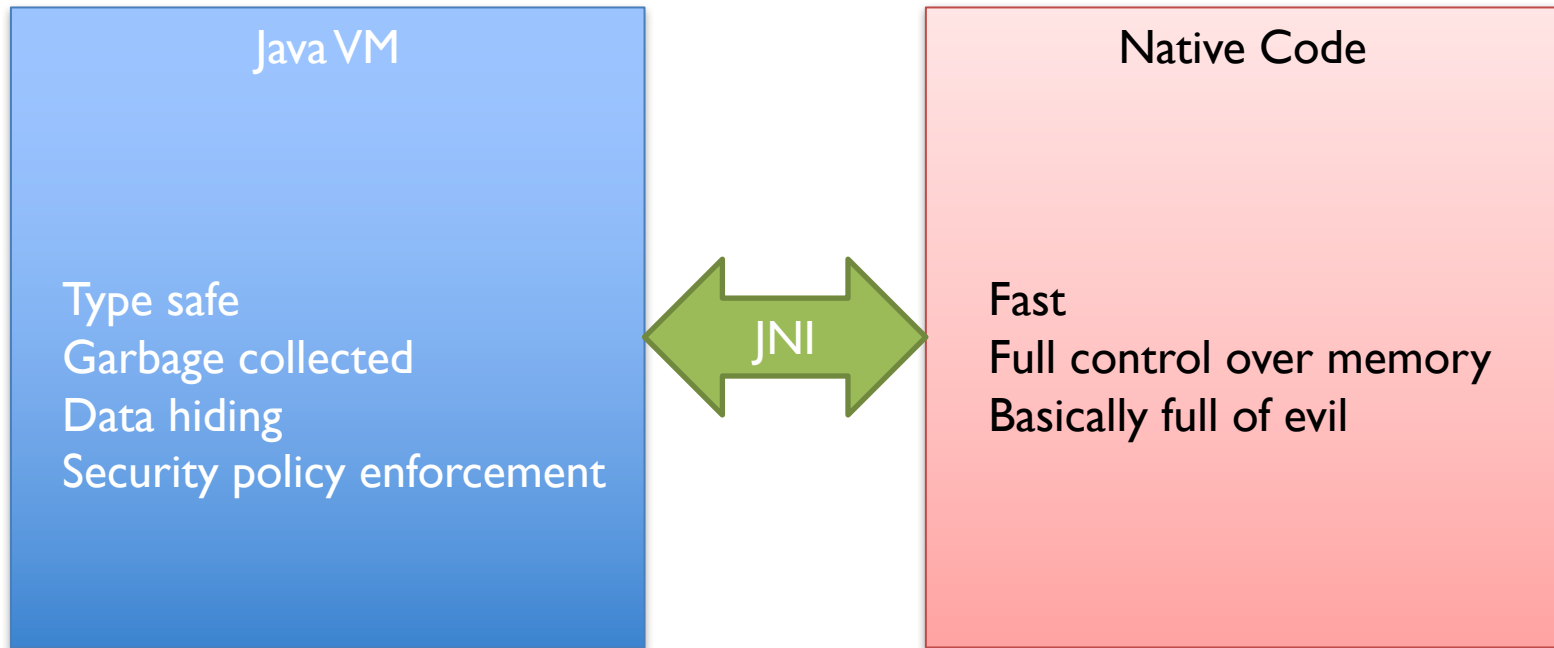 Java VM
Type safe
Garbage collected
Data hiding
Security policy enforcement
JNI
Native Code
Fast
Full control over memory
Basically full of evil